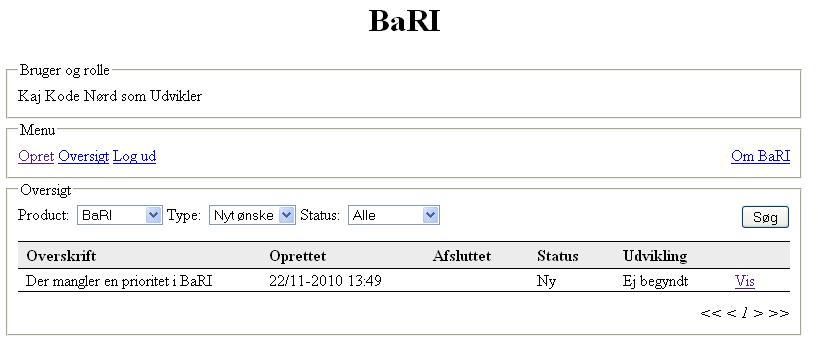 BaRI
Bruger og rolle
Kaj Kode Nørd som Udvikler
Menu
Opret Oversigt Log ud Om BaRI
Oversigt
Product: BaRI Type: Nyt ønske Status: Alle Søg
Overskrift Oprettet Afsluttet Status Udvikling
Der mangler en prioritet i BaRI 22/11-2010 13:49 Ny Ej begyndt Vis
<< < 1 > >>